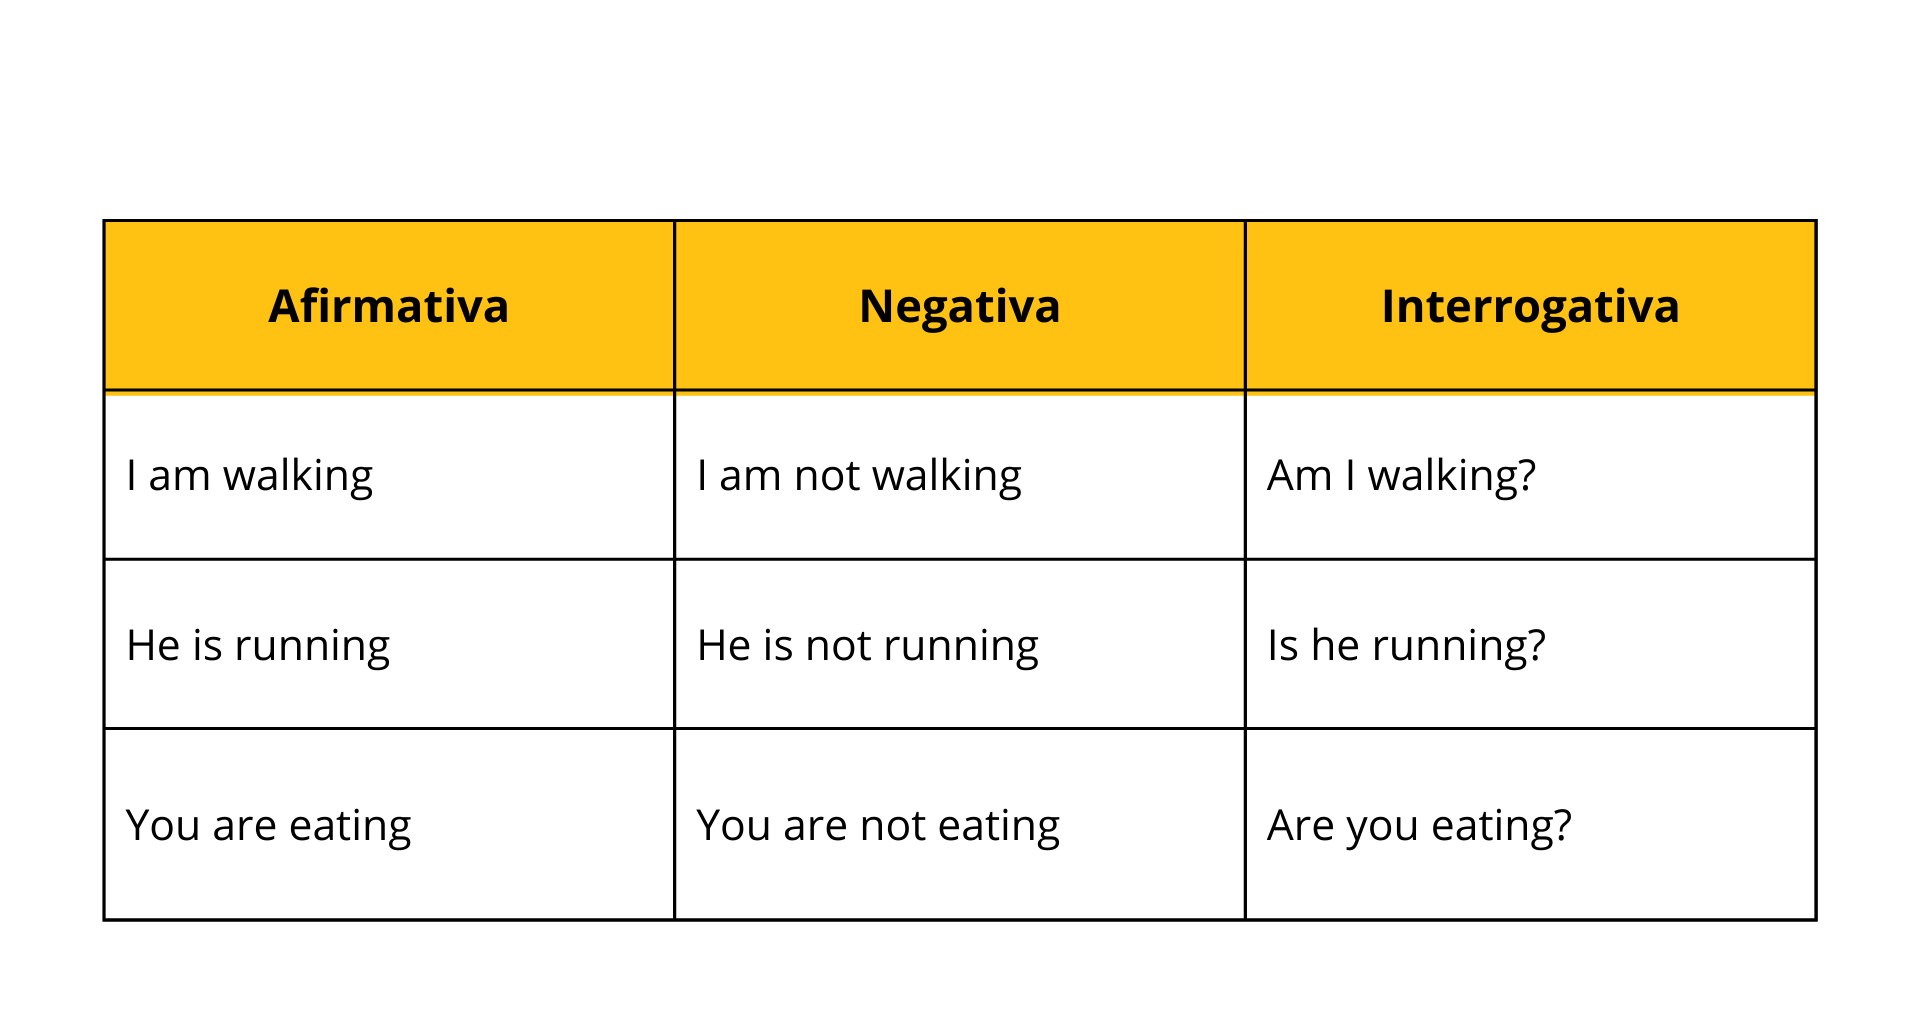 Afirmativa Negativa Interrogativa
I am walking I am not walking Am I walking?
He is running He is not running Is he running?
You are eating You are not eating Are you eating?